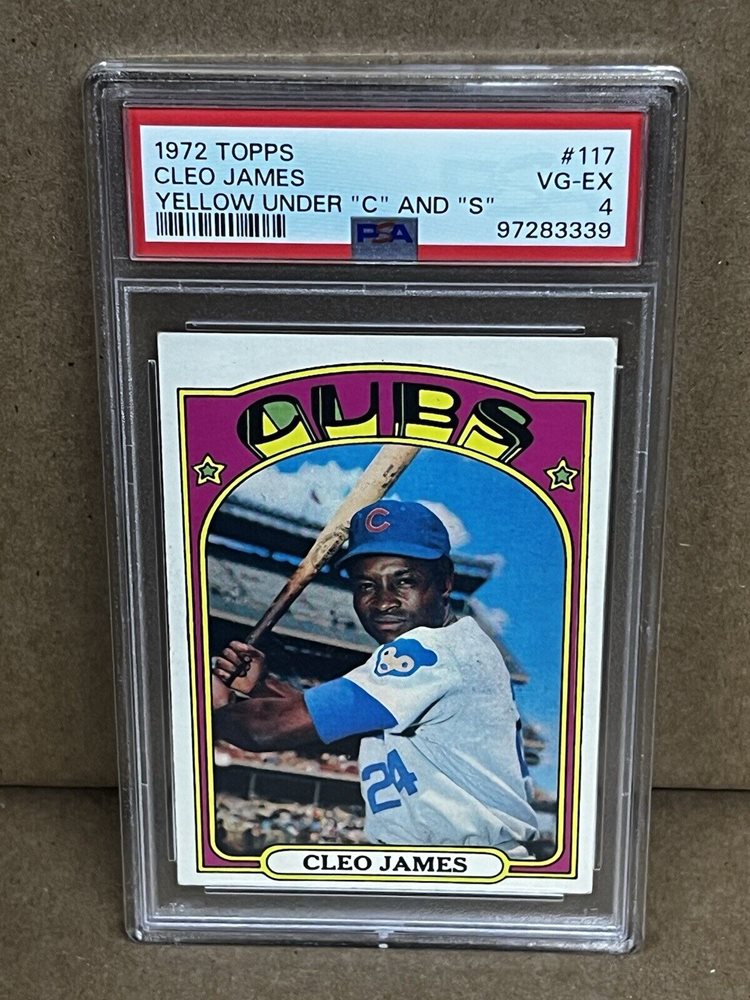 1972 TOPPS #117
CLEO JAMES VG-EX
YELLOW UNDER "C" AND "S" 4
PSA 97283339
CUBS
C
24
CLEO JAMES